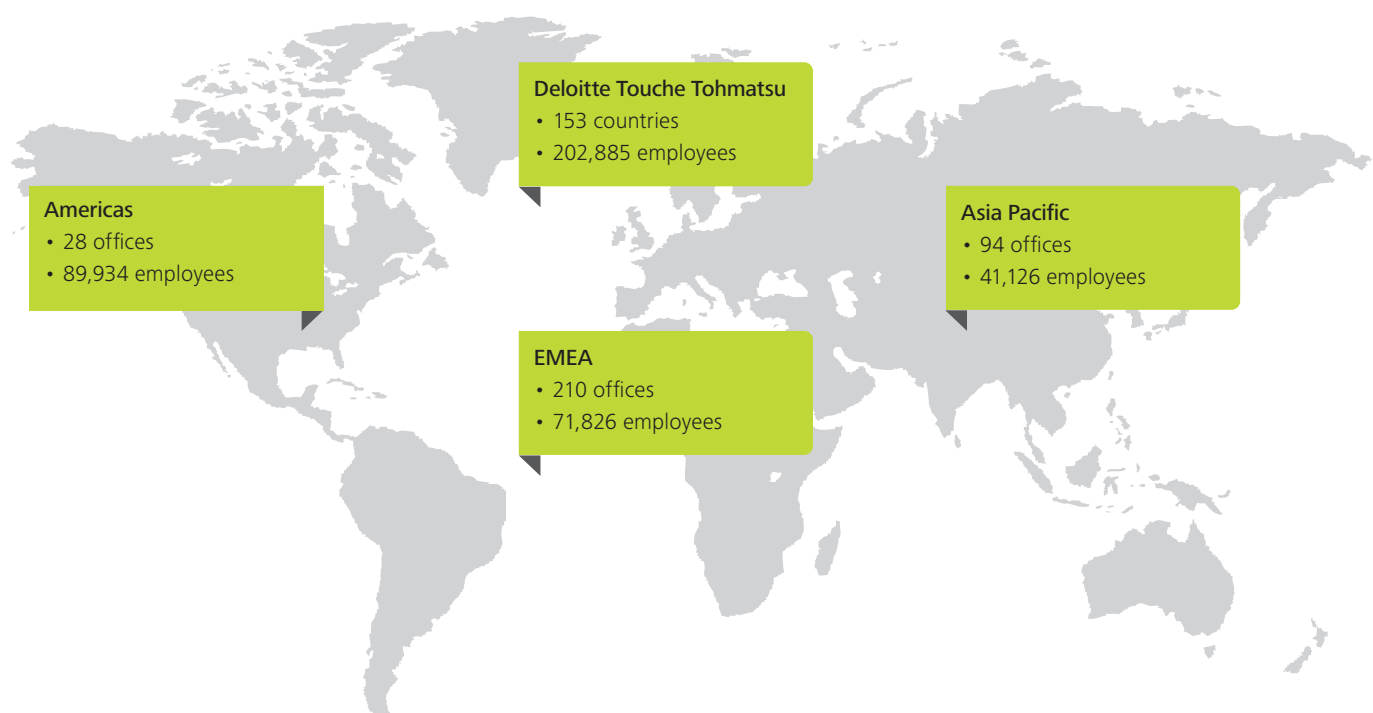 Deloitte Touche Tohmatsu
• 153 countries
• 202,885 employees
Americas
• 28 offices
• 89,934 employees
Asia Pacific
• 94 offices
• 41,126 employees
EMEA
• 210 offices
• 71,826 employees